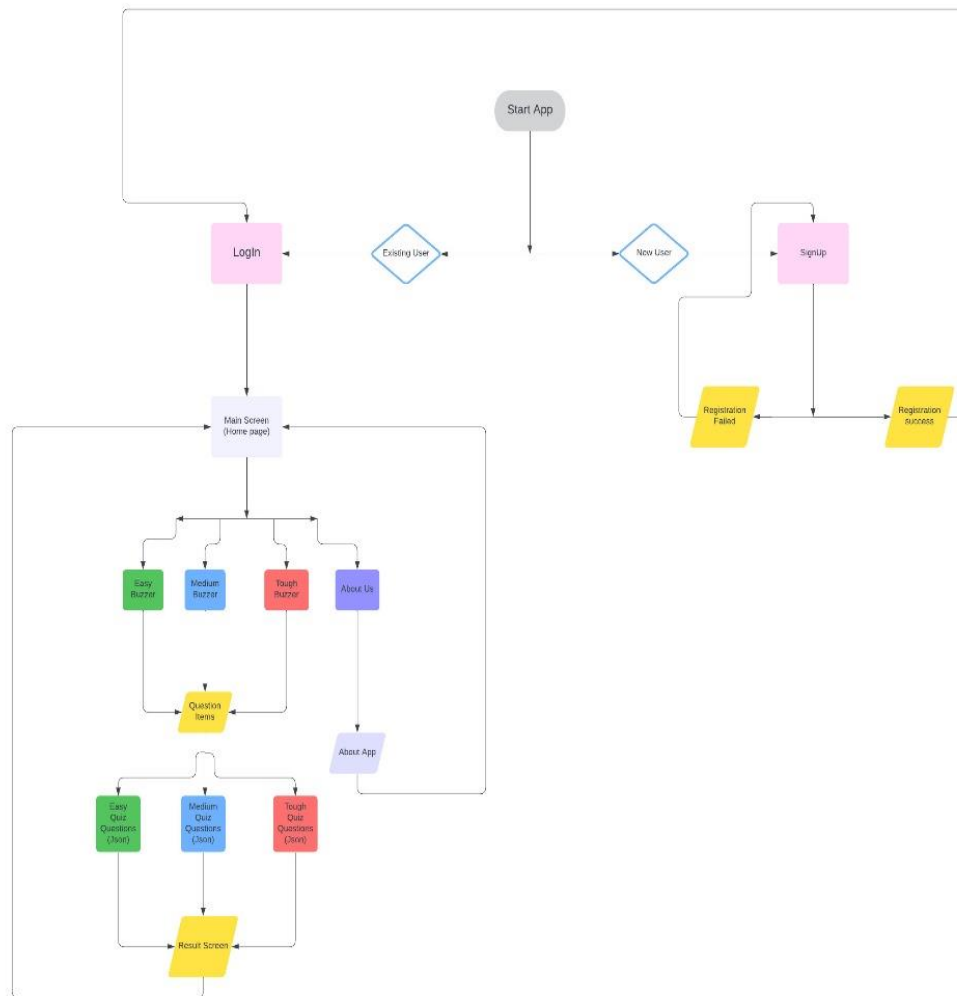 Start App
LogIn
Existing User
New User
SignUp
Main Screen
(Home page)
Registration
Failed
Registration
success
Easy
Buzzer
Medium
Buzzer
Tough
Buzzer
About Us
Question
Items
About App
Easy
Quiz
Questions
(Json)
Medium
Quiz
Questions
(Json)
Tough
Quiz
Questions
(Json)
Result Screen